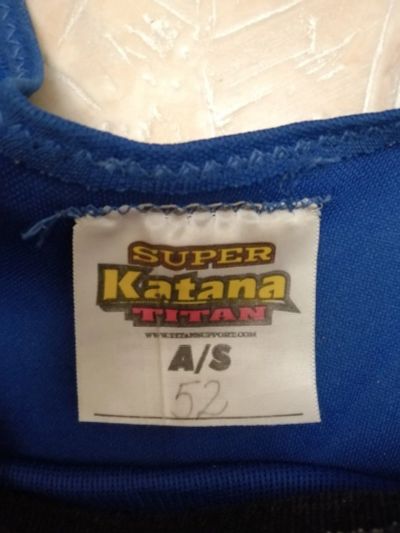 SUPER
Katana
TITAN
WWW.TITANSUPPORT.COM
A/S
52